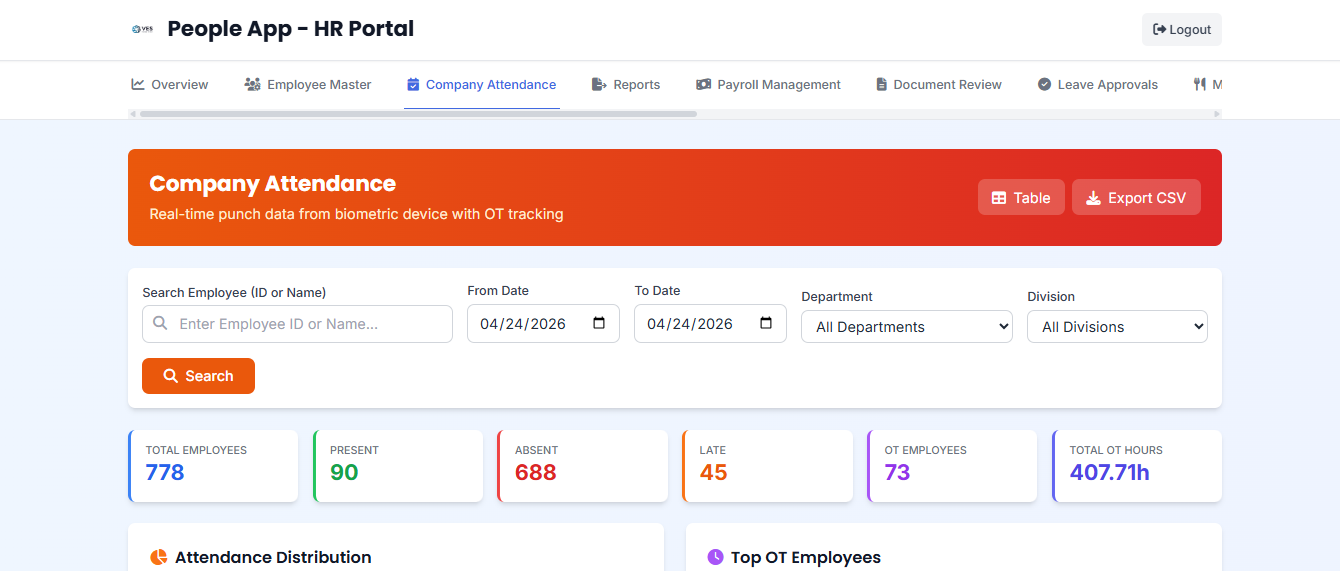 VES
People App - HR Portal
Logout
Overview
Employee Master
Company Attendance
Reports
Payroll Management
Document Review
Leave Approvals
M
Company Attendance
Real-time punch data from biometric device with OT tracking
Table
Export CSV
Search Employee (ID or Name)
From Date
To Date
Department
Division
Enter Employee ID or Name...
04/24/2026
04/24/2026
All Departments
All Divisions
Search
TOTAL EMPLOYEES
778
PRESENT
90
ABSENT
688
LATE
45
OT EMPLOYEES
73
TOTAL OT HOURS
407.71h
Attendance Distribution
Top OT Employees